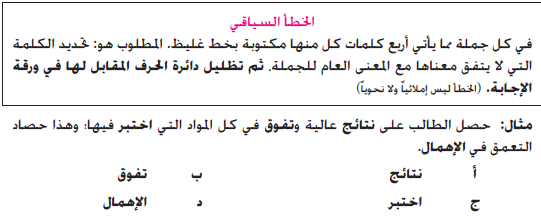 الخطأ السياقي
في كل جملة مما يأتي أربع كلمات كل منها مكتوبة بخط غليظ. المطلوب هو: تحديد الكلمة
التي لا يتفق معناها مع المعنى العام للجملة، ثم تظليل دائرة الحرف المقابل لها في ورقة
الإجابة. (الخطأ ليس إملائياً ولا نحوياً)
مثال: حصل الطالب على نتائج عالية وتفوق في كل المواد التي اختبر فيها؛ وهذا حصاد
التعمق في الإهمال.
أ نتائج ب تفوق
ج اختبر د الإهمال